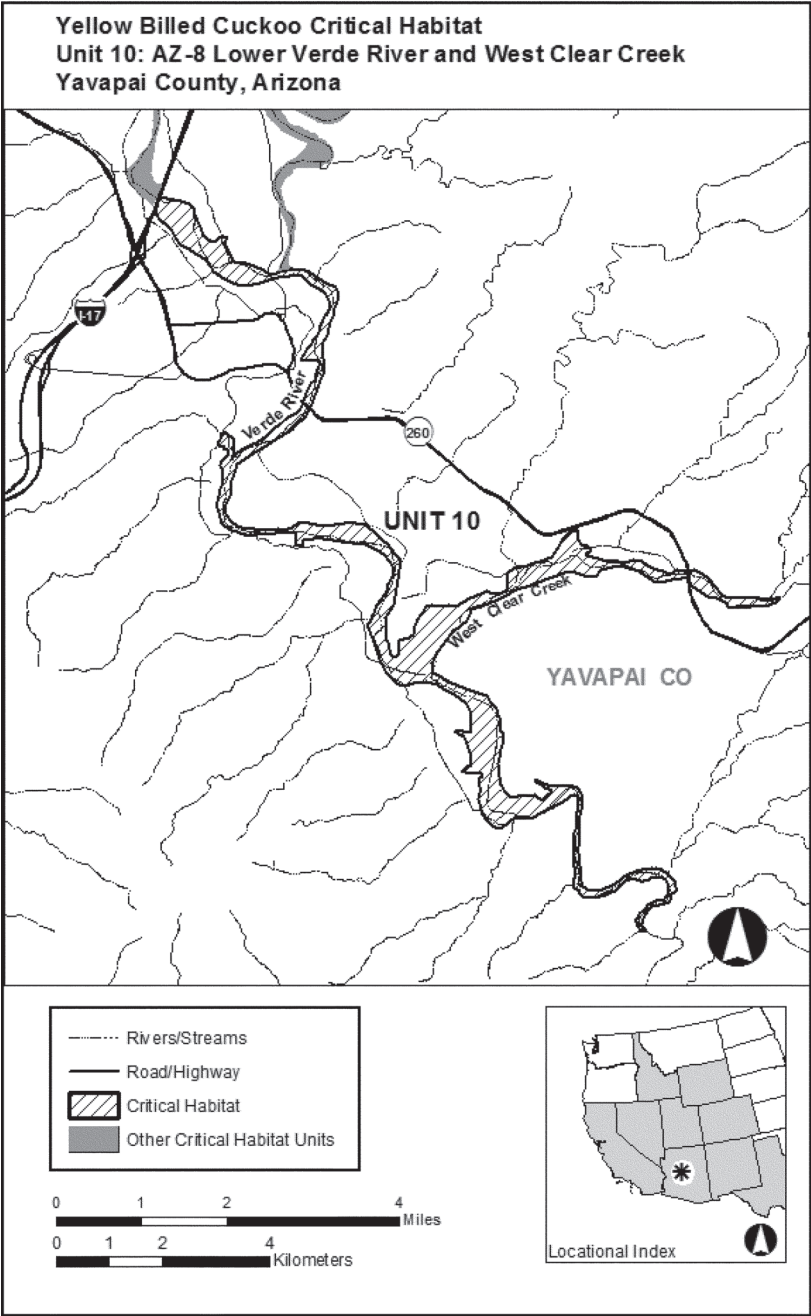 Yellow Billed Cuckoo Critical Habitat
Unit 10: AZ-8 Lower Verde River and West Clear Creek
Yavapai County, Arizona
I-17
Verde River
260
UNIT 10
West Clear Creek
YAVAPAI CO
Rivers/Streams
Road/Highway
Critical Habitat
Other Critical Habitat Units
0 1 2 4
Miles
0 1 2 4
Kilometers
Locational Index